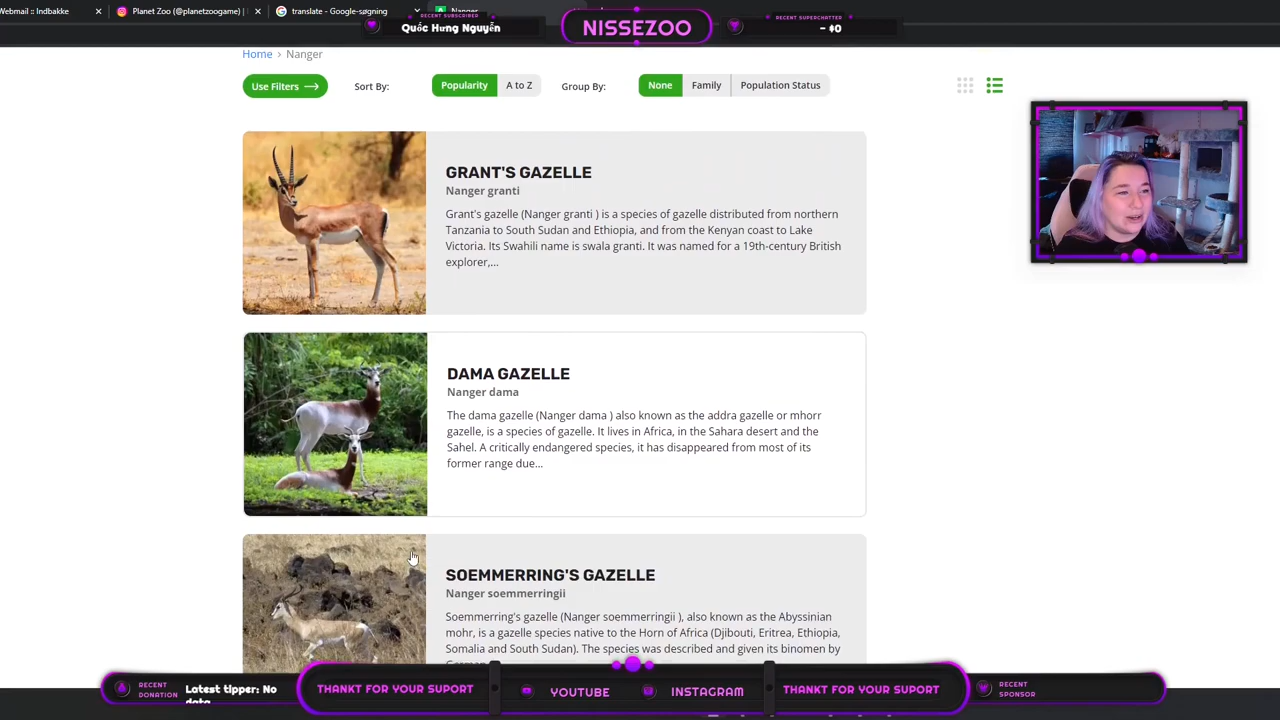 Webmail :: Indbakke
Planet Zoo (@planetzoogame) |
translate - Google-søgning
Nanger
RECENT SUBSCRIBER
Quốc Hưng Nguyễn
NISSEZOO
RECENT SUPERCHATTER
– $0
Home › Nanger
Use Filters
Sort By:
Popularity
A to Z
Group By:
None
Family
Population Status
GRANT'S GAZELLE
Nanger granti
Grant's gazelle (Nanger granti ) is a species of gazelle distributed from northern
Tanzania to South Sudan and Ethiopia, and from the Kenyan coast to Lake
Victoria. Its Swahili name is swala granti. It was named for a 19th-century British
explorer,...
DAMA GAZELLE
Nanger dama
The dama gazelle (Nanger dama ) also known as the addra gazelle or mhorr
gazelle, is a species of gazelle. It lives in Africa, in the Sahara desert and the
Sahel. A critically endangered species, it has disappeared from most of its
former range due...
SOEMMERRING'S GAZELLE
Nanger soemmerringii
Soemmerring's gazelle (Nanger soemmerringii ), also known as the Abyssinian
mohr, is a gazelle species native to the Horn of Africa (Djibouti, Eritrea, Ethiopia,
Somalia and South Sudan). The species was described and given its binomen by
RECENT
DONATION
Latest tipper: No
data
THANKT FOR YOUR SUPORT
YOUTUBE
INSTAGRAM
THANKT FOR YOUR SUPORT
RECENT
SPONSOR